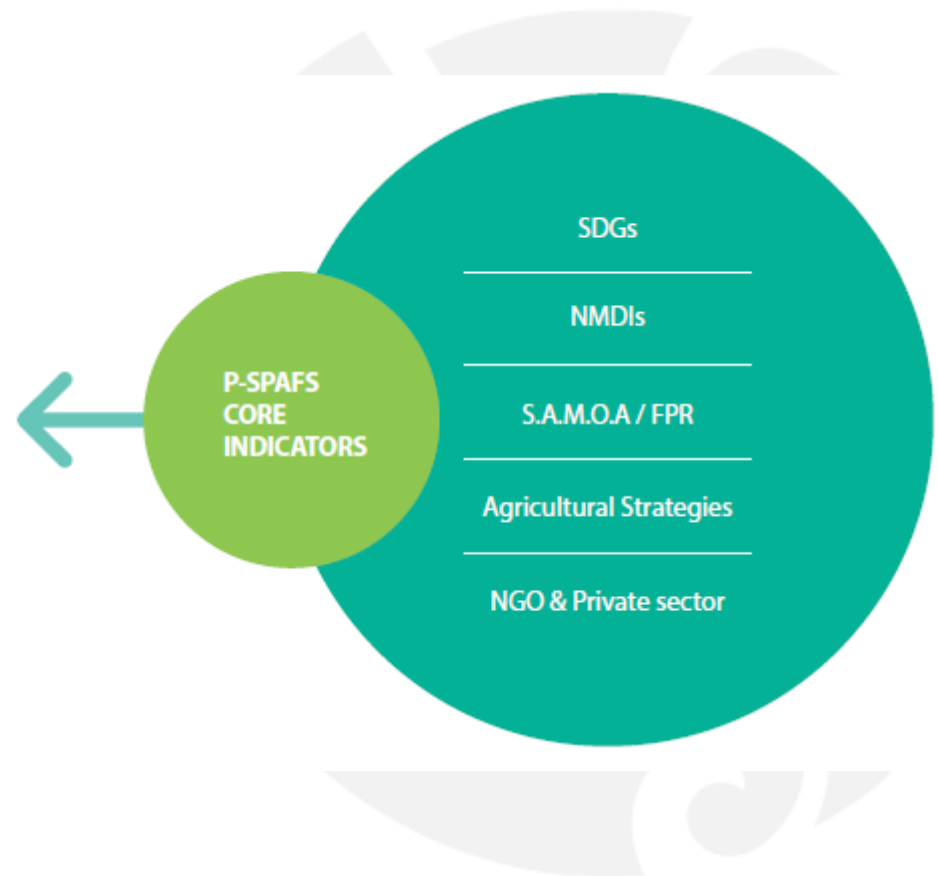 SDGs
NMDIs
P-SPAFS
CORE
INDICATORS
S.A.M.O.A / FPR
Agricultural Strategies
NGO & Private sector